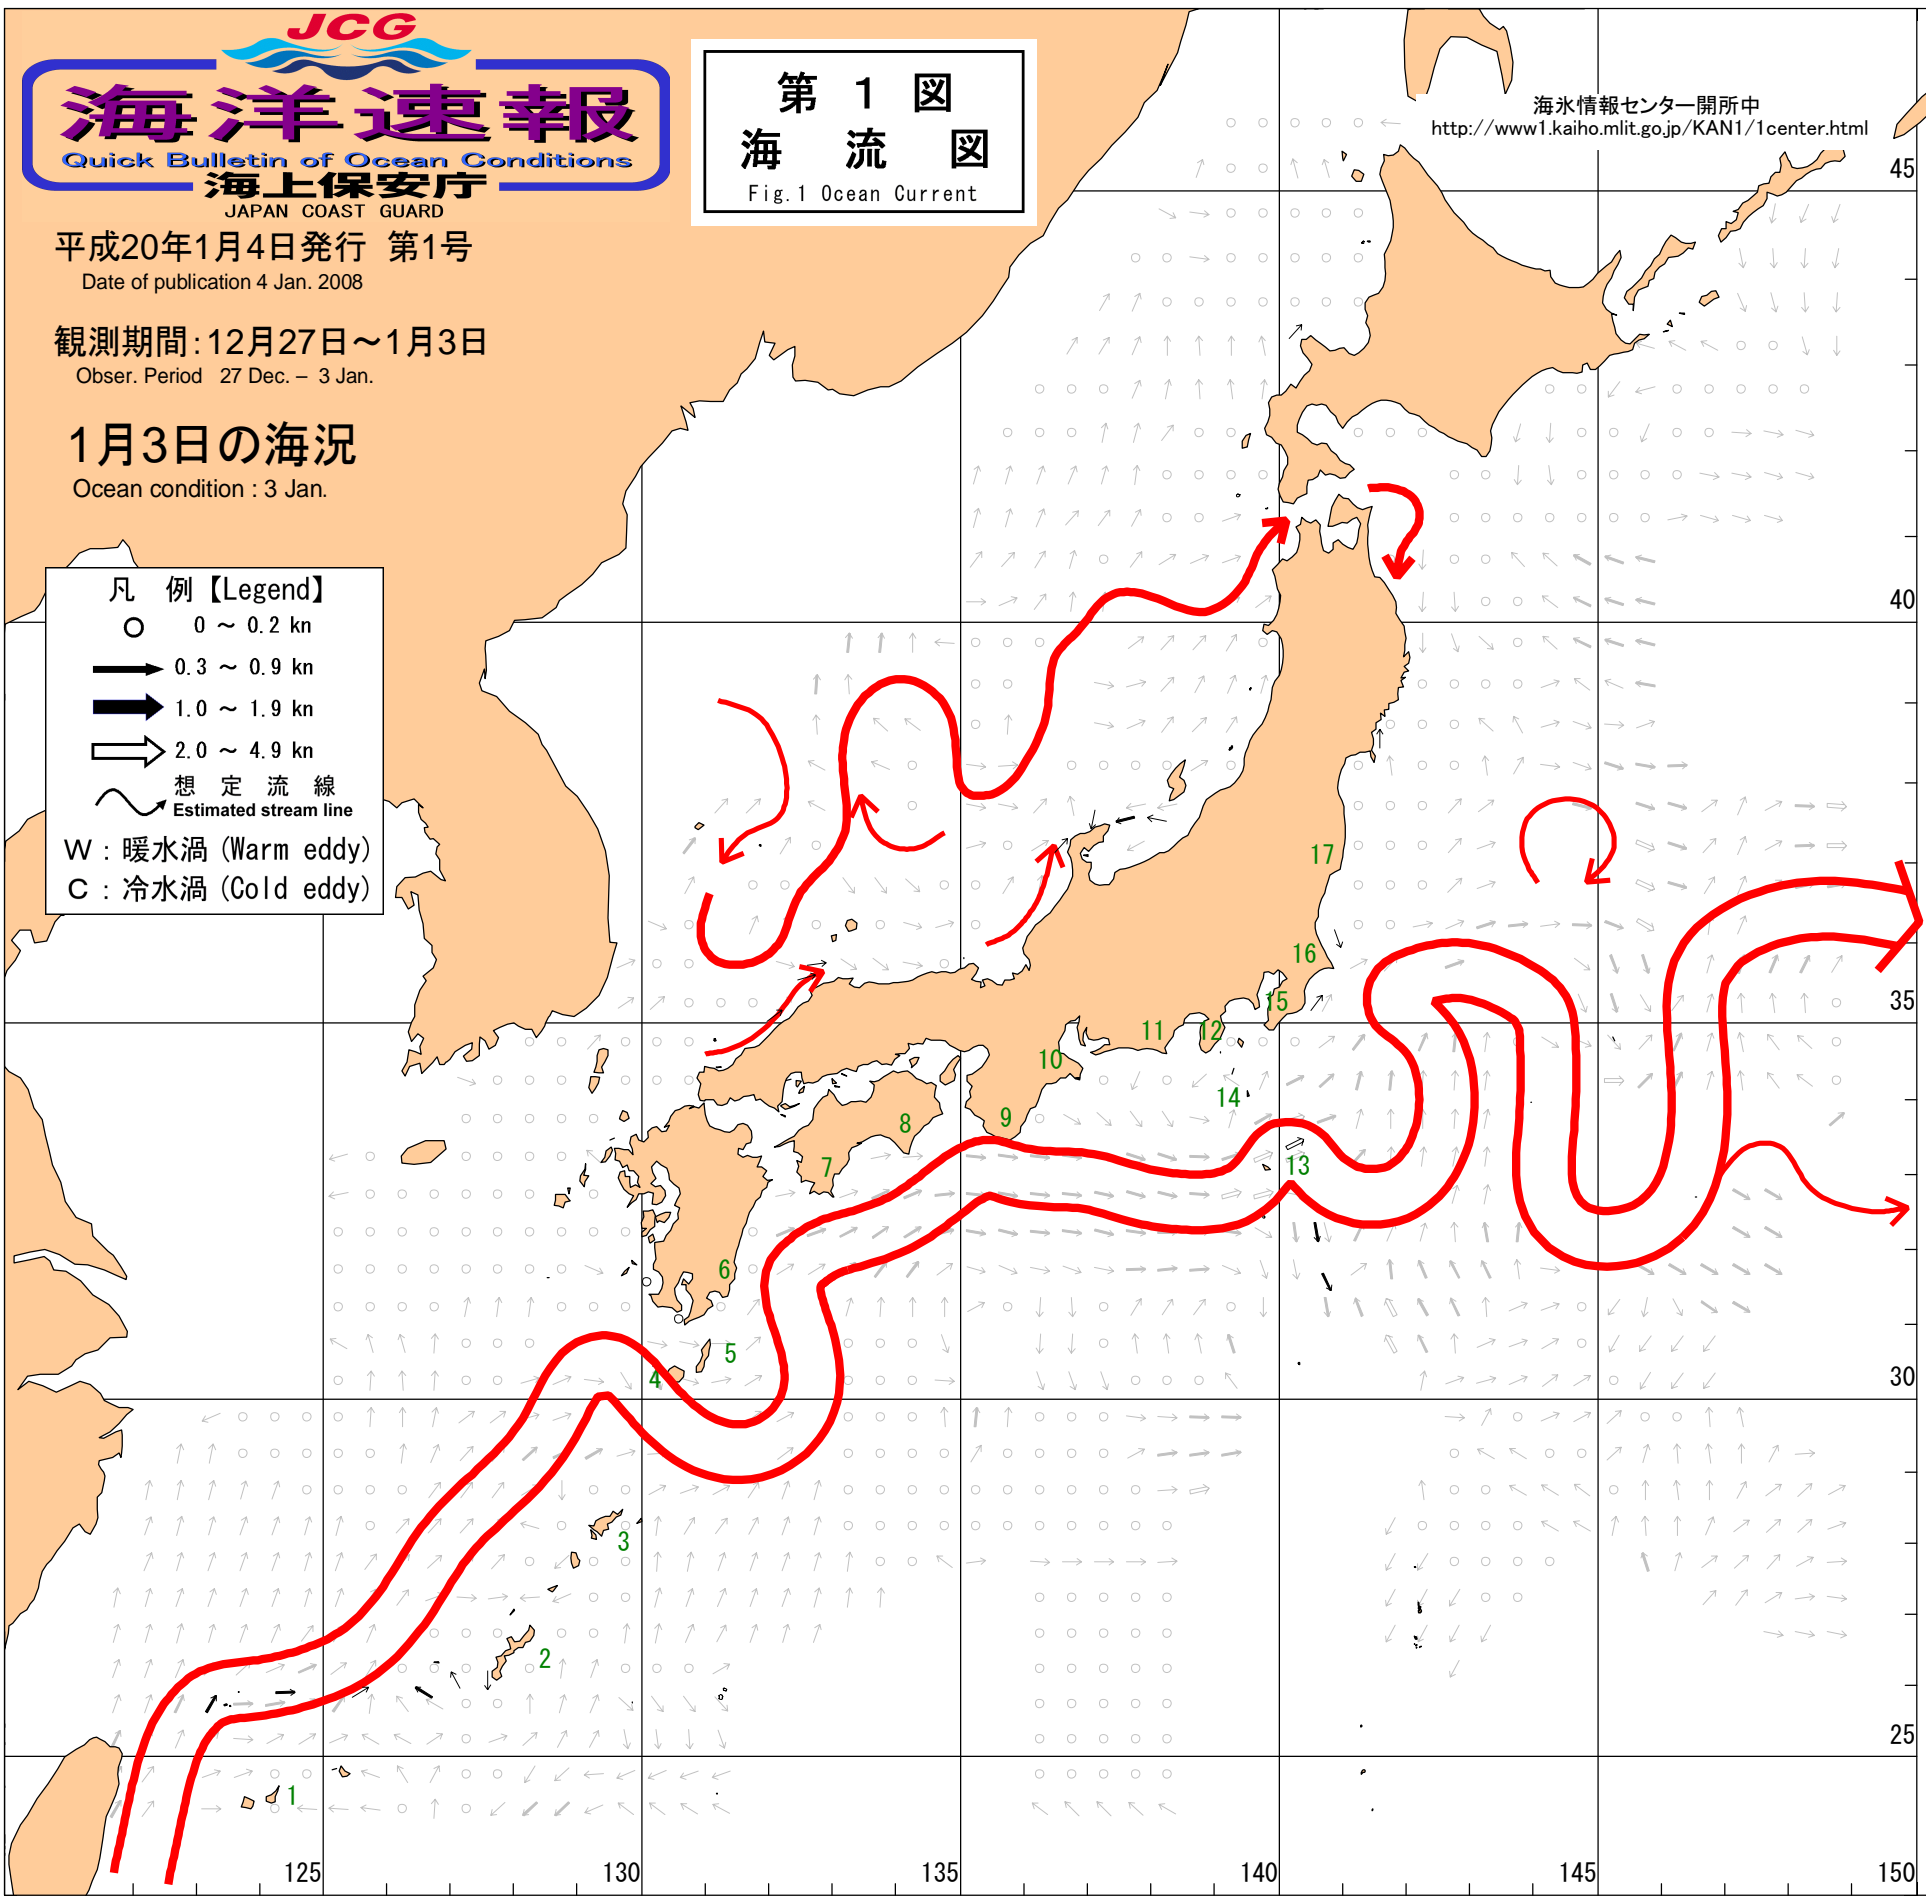 JCG
海洋速報
Quick Bulletin of Ocean Conditions
海上保安庁
JAPAN COAST GUARD
平成20年1月4日発行 第1号
Date of publication 4 Jan. 2008
観測期間:12月27日~1月3日
Obser. Period 27 Dec. – 3 Jan.
1月3日の海況
Ocean condition : 3 Jan.
第 1 図
海 流 図
Fig.1 Ocean Current
海氷情報センター開所中
http://www1.kaiho.mlit.go.jp/KAN1/1center.html
凡 例【Legend】
0 ~ 0.2 kn
0.3 ~ 0.9 kn
1.0 ~ 1.9 kn
2.0 ~ 4.9 kn
想 定 流 線
Estimated stream line
W : 暖水渦 (Warm eddy)
C : 冷水渦 (Cold eddy)
45
40
35
30
25
17
16
15
14
13
12
11
10
9
8
7
6
5
4
3
2
1
125
130
135
140
145
150